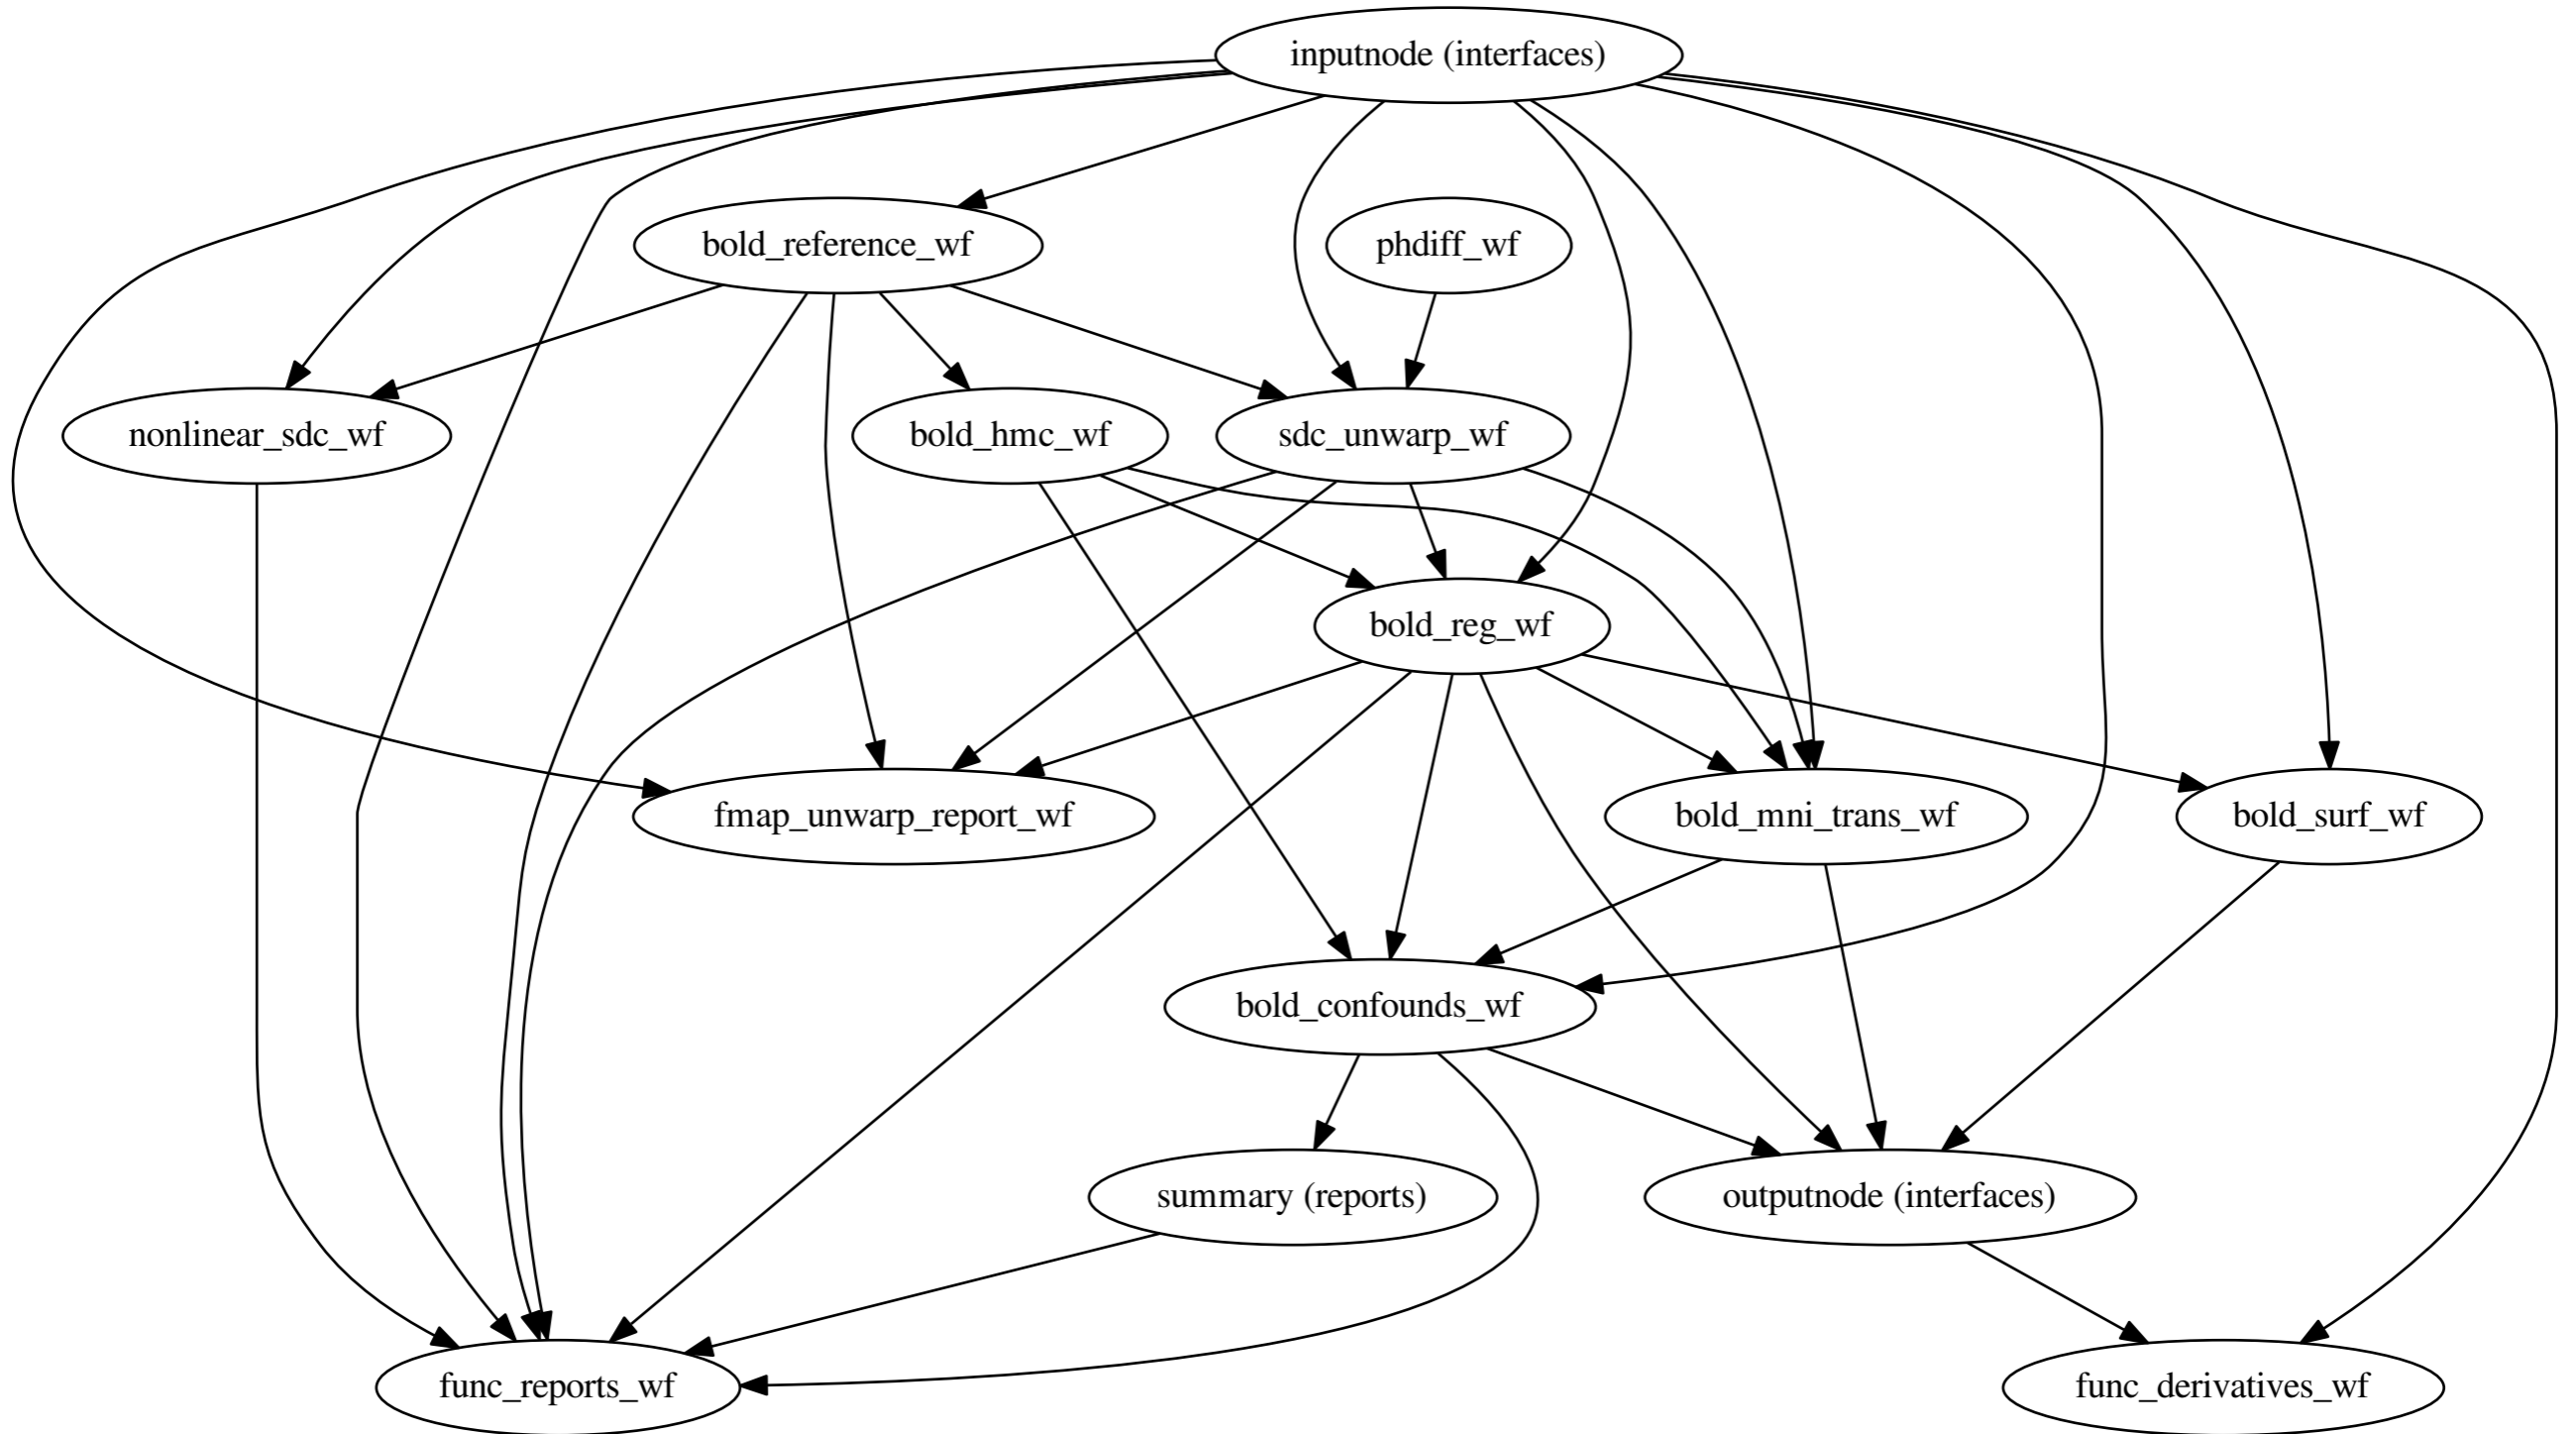 inputnode (interfaces)
bold_reference_wf
phdiff_wf
nonlinear_sdc_wf
bold_hmc_wf
sdc_unwarp_wf
bold_reg_wf
fmap_unwarp_report_wf
bold_mni_trans_wf
bold_surf_wf
bold_confounds_wf
summary (reports)
outputnode (interfaces)
func_reports_wf
func_derivatives_wf